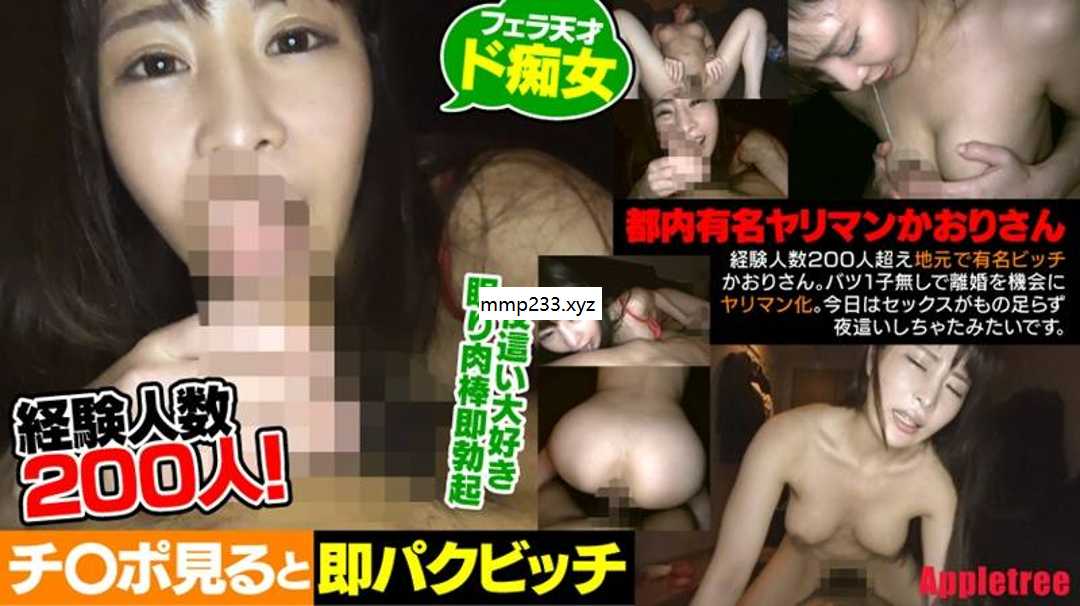 フェラ天才
ド痴女
都内有名ヤリマンかおりさん
経験人数200人超え地元で有名ビッチ
かおりさん。バツ1子無しで離婚を機会に
ヤリマン化。今日はセックスがもの足らず
夜這いしちゃたみたいです。
mmp233.xyz
這い大好き
眠り肉棒即勃起
経験人数
200人!
チ〇ポ見ると即パクビッチ
Appletree